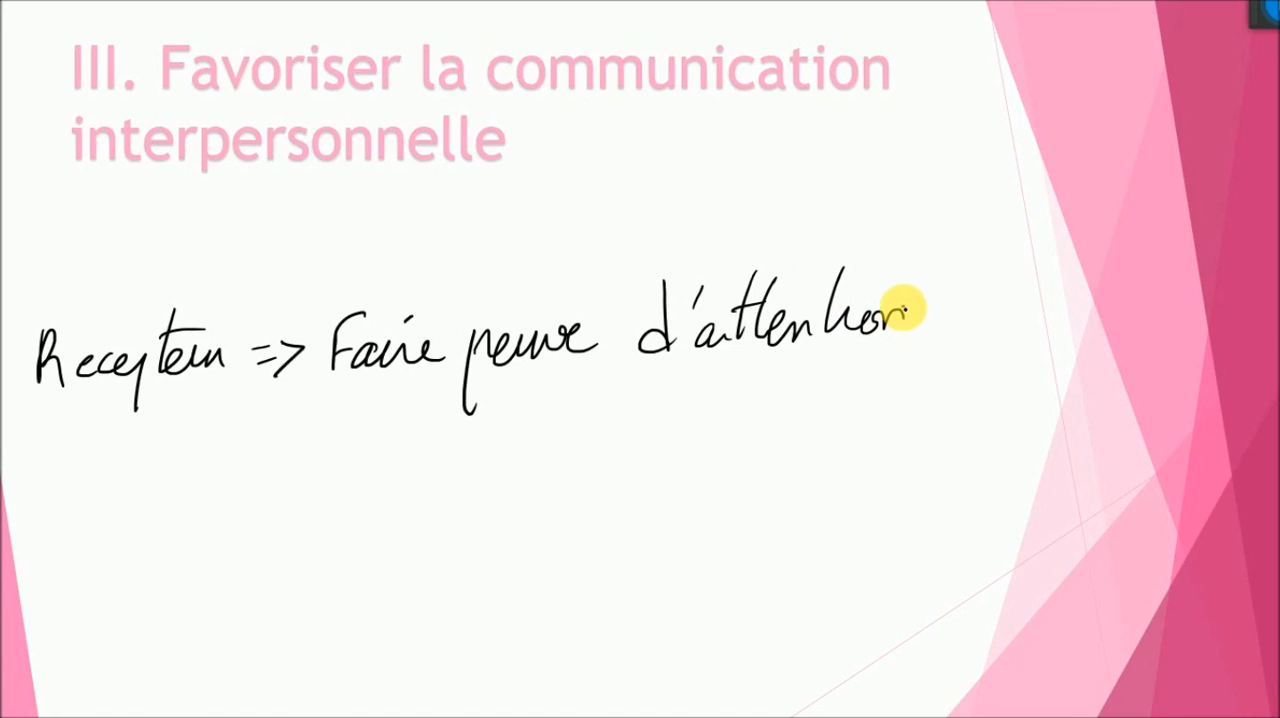 III. Favoriser la communication
interpersonnelle
Recepteur => Faire preuve d'attention